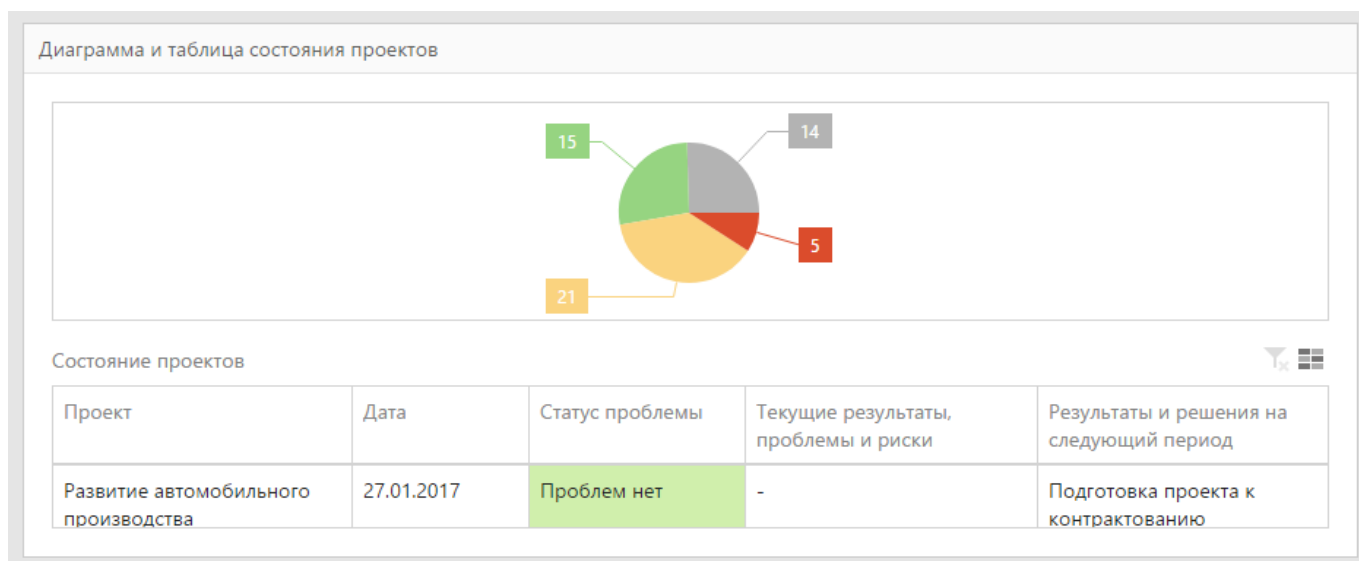 Диаграмма и таблица состояния проектов
15
14
5
21
Состояние проектов
Проект
Дата
Статус проблемы
Текущие результаты,
проблемы и риски
Результаты и решения на
следующий период
Развитие автомобильного
производства
27.01.2017
Проблем нет
-
Подготовка проекта к
контрактованию